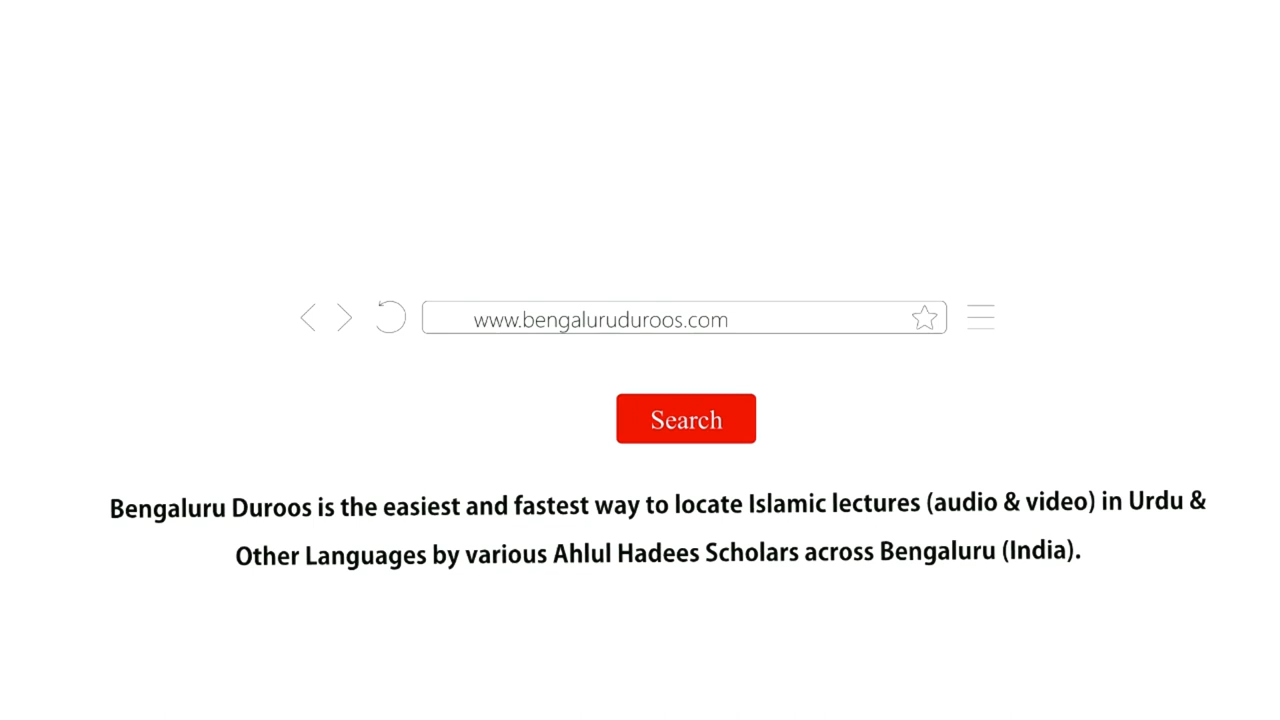 www.bengaluruduroos.com
Search
Bengaluru Duroos is the easiest and fastest way to locate Islamic lectures (audio & video) in Urdu &
Other Languages by various Ahlul Hadees Scholars across Bengaluru (India).